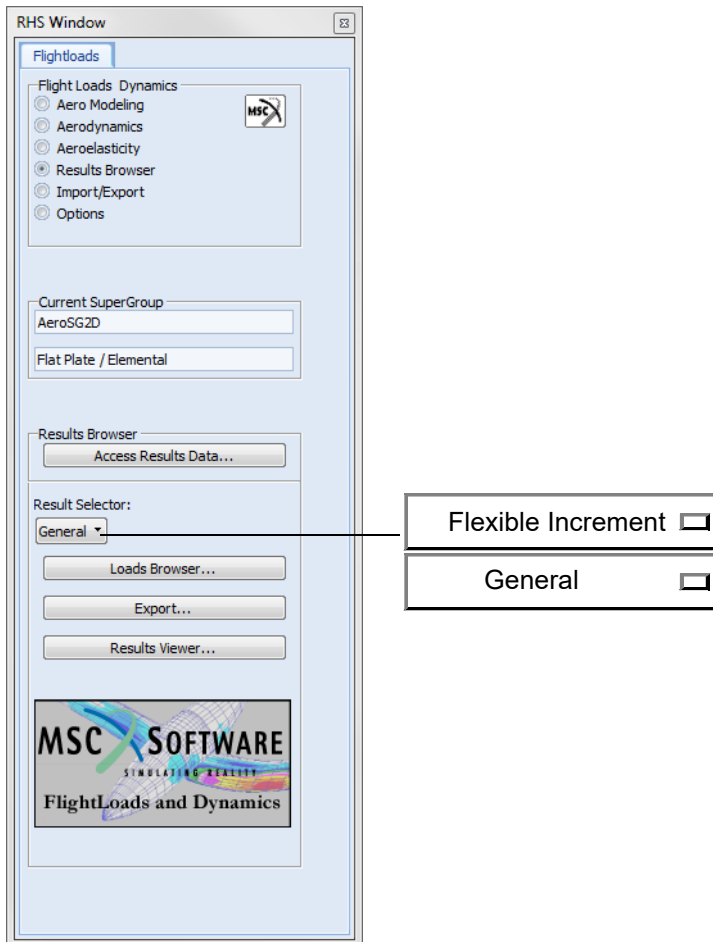 RHS Window
Flightloads
Flight Loads Dynamics
MSC
Aero Modeling
Aerodynamics
Aeroelasticity
Results Browser
Import/Export
Options
Current SuperGroup
AeroSG2D
Flat Plate / Elemental
Results Browser
Access Results Data...
Result Selector:
General
Flexible Increment
General
Loads Browser...
Export...
Results Viewer...
MSC SOFTWARE
SIMULATING REALITY
FlightLoads and Dynamics